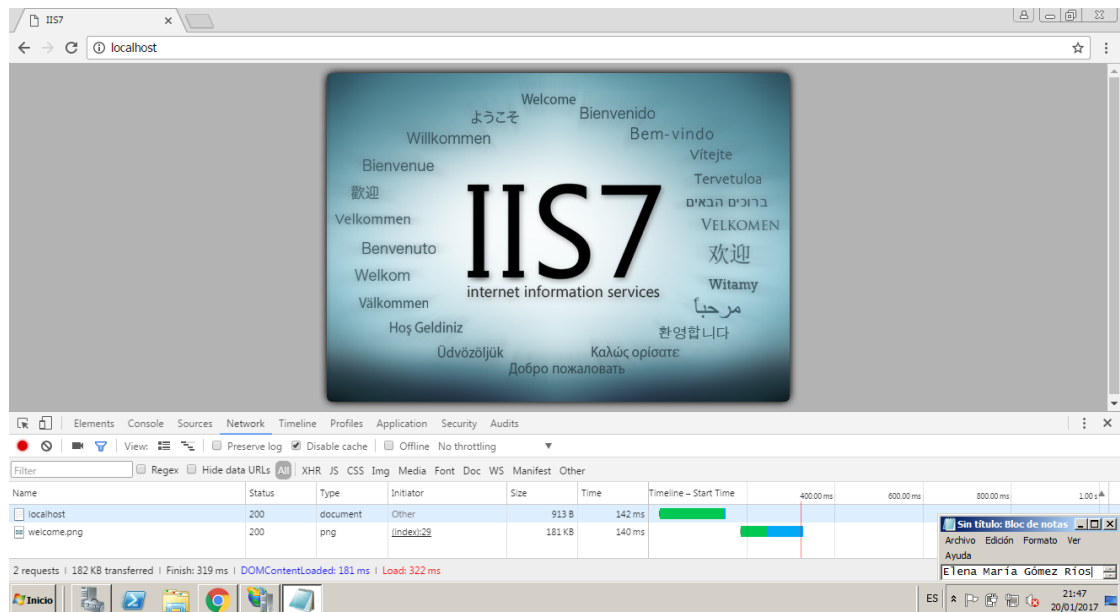 IIS7
localhost
Welcome
ようこそ
Bienvenido
Willkommen
Bem-vindo
Bienvenue
Vítejte
歡迎
Tervetuloa
ברוכים הבאים
Velkommen
VELKOMEN
Benvenuto
欢迎
Welkom
Witamy
Välkommen
مرحباً
Hoş Geldiniz
환영합니다
Üdvözöljük
Καλώς ορίσατε
Добро пожаловать
IIS7
internet information services
Elements Console Sources Network Timeline Profiles Application Security Audits
View: Preserve log Disable cache Offline No throttling
Filter Regex Hide data URLs All XHR JS CSS Img Media Font Doc WS Manifest Other
Name Status Type Initiator Size Time Timeline – Start Time 400.00 ms 600.00 ms 800.00 ms 1.00 s
localhost 200 document Other 913 B 142 ms
welcome.png 200 png (index):29 181 KB 140 ms
2 requests | 182 KB transferred | Finish: 319 ms | DOMContentLoaded: 181 ms | Load: 322 ms
Sin título: Bloc de notas
Archivo Edición Formato Ver
Ayuda
Elena María Gómez Ríos
Inicio
ES 21:47
20/01/2017